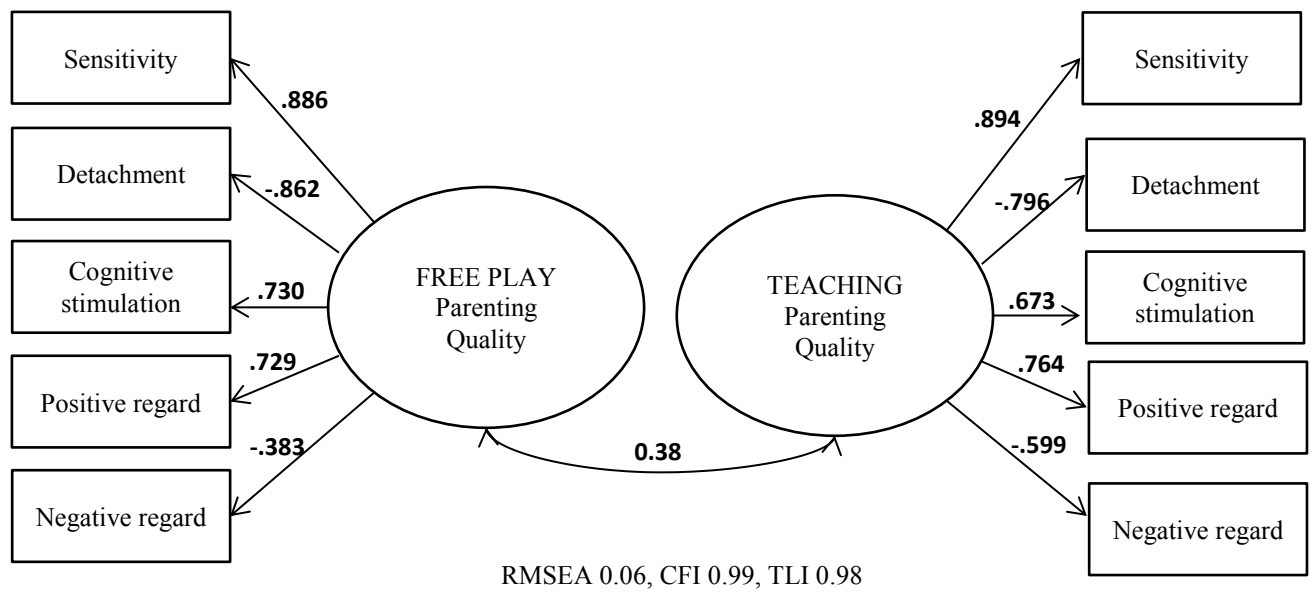 Sensitivity
.886
Detachment
-.862
Cognitive
stimulation
.730
Positive regard
.729
Negative regard
-.383
FREE PLAY
Parenting
Quality
0.38
TEACHING
Parenting
Quality
Sensitivity
.894
Detachment
-.796
Cognitive
stimulation
.673
Positive regard
.764
Negative regard
-.599
RMSEA 0.06, CFI 0.99, TLI 0.98